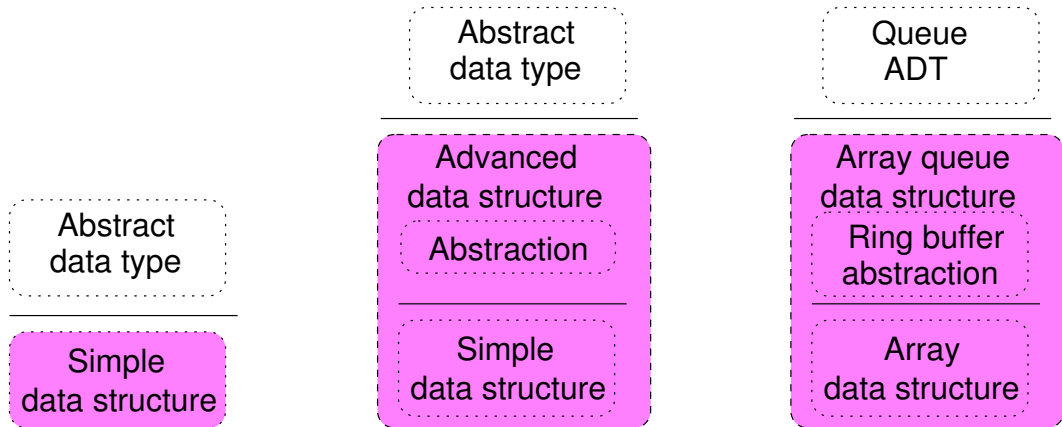 Abstract
data type
Simple
data structure
Abstract
data type
Advanced
data structure
Abstraction
Simple
data structure
Queue
ADT
Array queue
data structure
Ring buffer
abstraction
Array
data structure